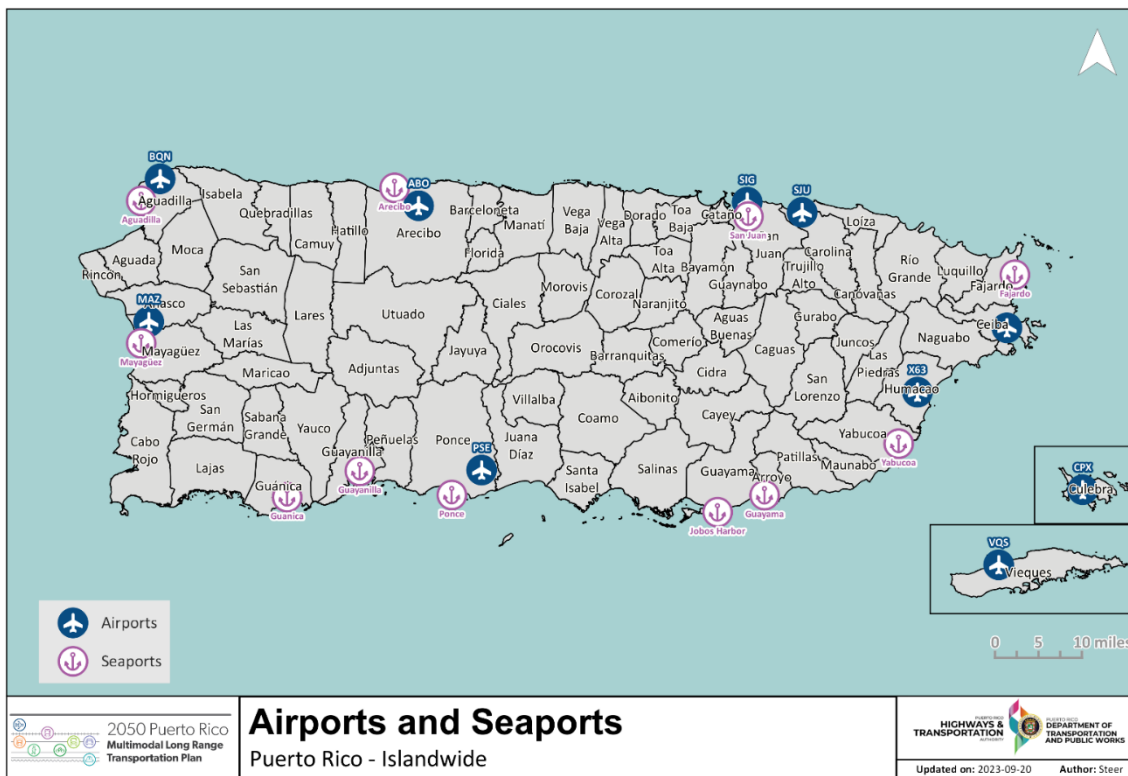 BQN
Aguadilla
Aguadilla
Isabela
Quebradillas
Camuy
Hatillo
Arecibo
ABO
Arecibo
Barceloneta
Manatí
Florida
Vega
Baja
Vega
Alta
Dorado
Toa
Baja
Cataño
SIG
San Juan
Juan
SJU
Loíza
Carolina
Trujillo
Alto
Canóvanas
Río
Grande
Luquillo
Fajardo
Fajardo
Ceiba
Rincón
Aguada
Moca
San
Sebastián
MAZ
Las
Marías
Lares
Utuado
Ciales
Morovis
Corozal
Toa
Alta
Naranjito
Bayamón
Guaynabo
Aguas
Buenas
Gurabo
Juncos
Las
Piedras
Naguabo
X63
Humacao
Mayagüez
Mayagüez
Maricao
Adjuntas
Jayuya
Orocovis
Barranquitas
Comerío
Cidra
Caguas
San
Lorenzo
Hormigueros
San
Germán
Sabana
Grande
Yauco
Guayanilla
Guayanilla
Peñuelas
Ponce
PSE
Ponce
Villalba
Juana
Díaz
Coamo
Aibonito
Cayey
Yabucoa
Yabucoa
Cabo
Rojo
Lajas
Guánica
Guanica
Santa
Isabel
Salinas
Guayama
Arroyo
Patillas
Maunabo
Jobos Harbor
Guayama
CPX
Culebra
VQS
Vieques
Airports
Seaports
0 5 10 miles
2050 Puerto Rico
Multimodal Long Range
Transportation Plan
Airports and Seaports
Puerto Rico - Islandwide
PUERTO RICO
HIGHWAYS &
TRANSPORTATION
AUTHORITY
PUERTO RICO
DEPARTMENT OF
TRANSPORTATION
AND PUBLIC WORKS
Updated on: 2023-09-20 Author: Steer